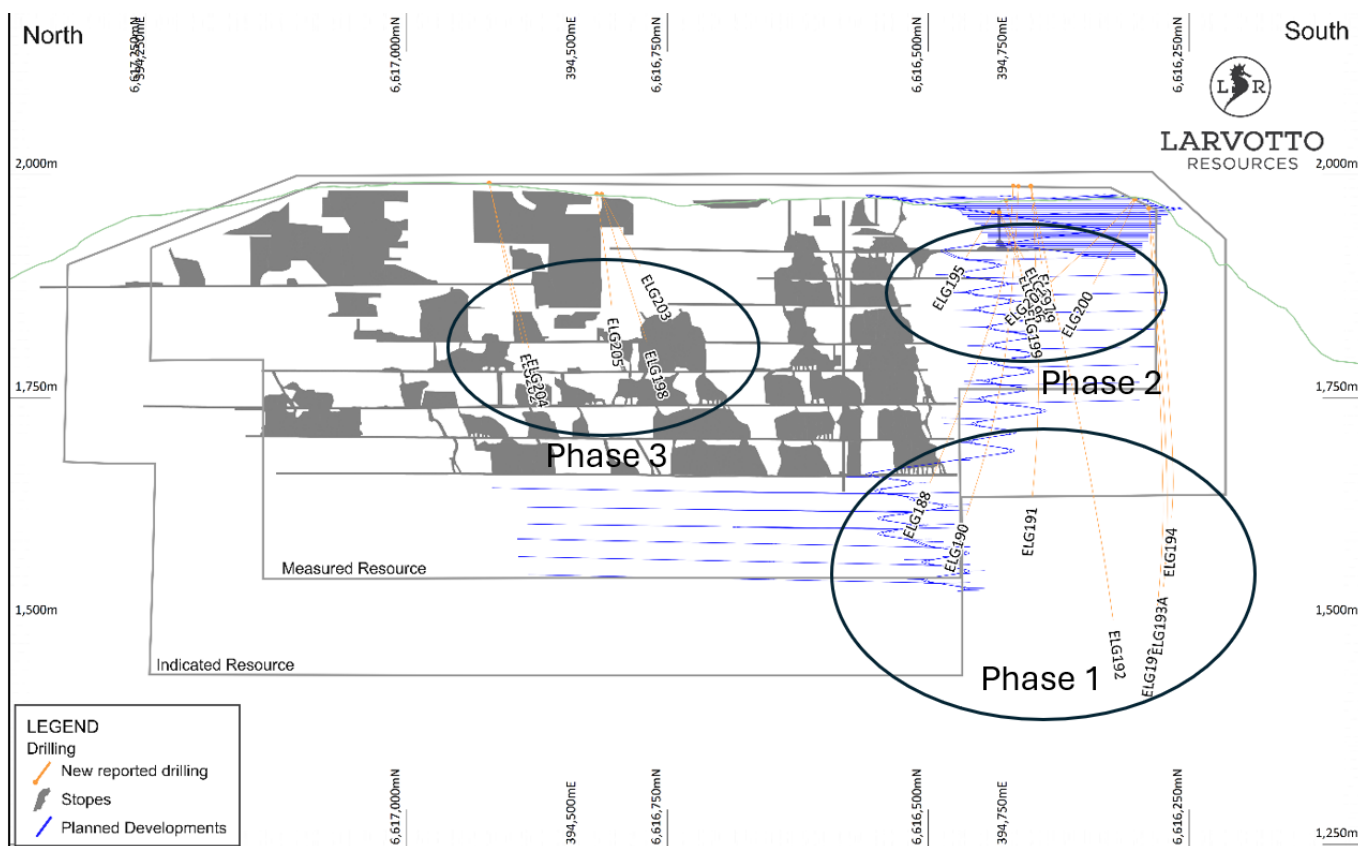 North
South
6,617,250mN
394,250mE
6,617,000mN
394,500mE
6,616,750mN
6,616,500mN
394,750mE
6,616,250mN
L R
LARVOTTO
RESOURCES
2,000m
2,000m
ELG203
ELG205
ELG198
ELG204
ELG195
ELG200
ELG199
Phase 2
1,750m
1,750m
Phase 3
ELG188
ELG190
ELG191
ELG194
Measured Resource
1,500m
1,500m
ELG193A
ELG192
Indicated Resource
Phase 1
LEGEND
Drilling
New reported drilling
Stopes
Planned Developments
6,617,000mN
394,500mE
6,616,750mN
6,616,500mN
394,750mE
6,616,250mN
1,250m